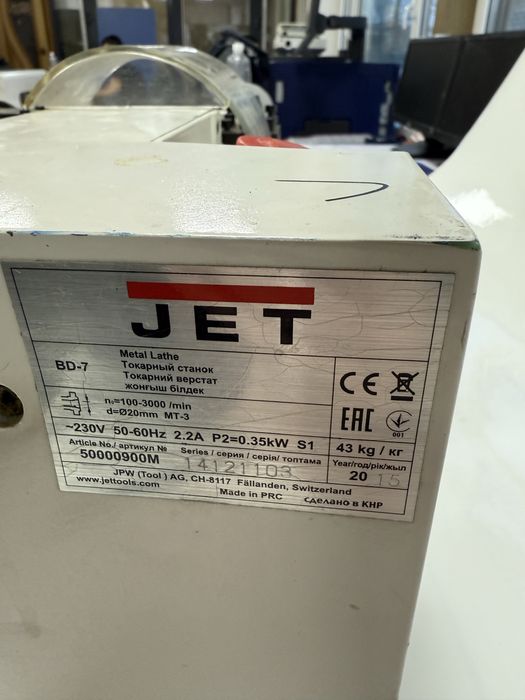 JET
BD-7
Metal Lathe
Токарный станок
Токарний верстат
жонғыш білдек
n₀=100-3000 /min
d=Ø20mm MT-3
CE
EAC
001
~230V 50-60Hz 2.2A P2=0.35kW S1
43 kg / кг
Article No./ артикул №
50000900M
Series / серия / серія/ топтама
14121103
Year/год/рік/жыл
2015
JPW (Tool ) AG, CH-8117 Fällanden, Switzerland
www.jettools.com
Made in PRC
сделано в КНР